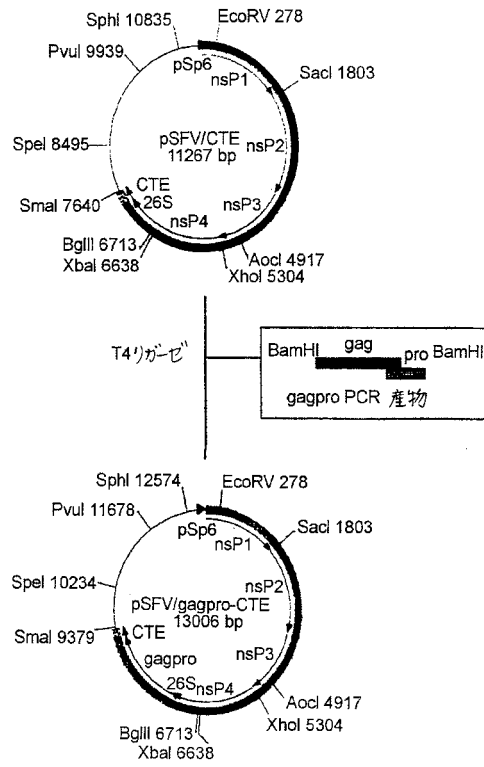 SphI 10835
EcoRV 278
PvuI 9939
pSp6
nsP1
SacI 1803
SpeI 8495
pSFV/CTE
11267 bp
nsP2
CTE
26S
nsP3
SmaI 7640
nsP4
BglII 6713
XbaI 6638
AocI 4917
XhoI 5304
T4リガーゼ
BamHI
gag
pro
BamHI
gagpro PCR 産物
SphI 12574
EcoRV 278
PvuI 11678
pSp6
nsP1
SacI 1803
SpeI 10234
nsP2
pSFV/gagpro-CTE
13006 bp
SmaI 9379
CTE
gagpro
nsP3
26S
nsP4
AocI 4917
XhoI 5304
BglII 6713
XbaI 6638